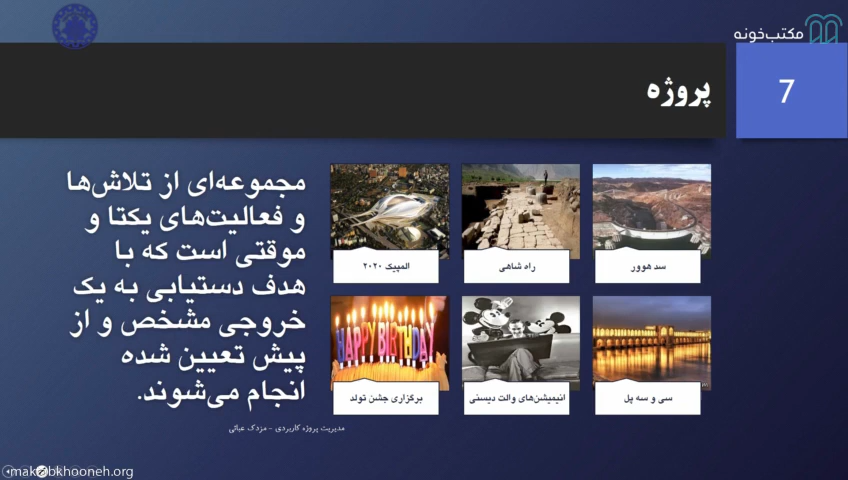 مکتب‌خونه
7
پروژه
مجموعه‌ای از تلاش‌ها
و فعالیت‌های یکتا و
موقتی است که با
هدف دستیابی به یک
خروجی مشخص و از
پیش تعیین شده
انجام می‌شوند.
سد هوور
راه شاهی
المپیک ۲۰۲۰
HAPPY BIRTHDAY
سی و سه پل
انیمیشن‌های والت دیسنی
برگزاری جشن تولد
مدیریت پروژه کاربردی - مزدک عبائی
maktabkhooneh.org